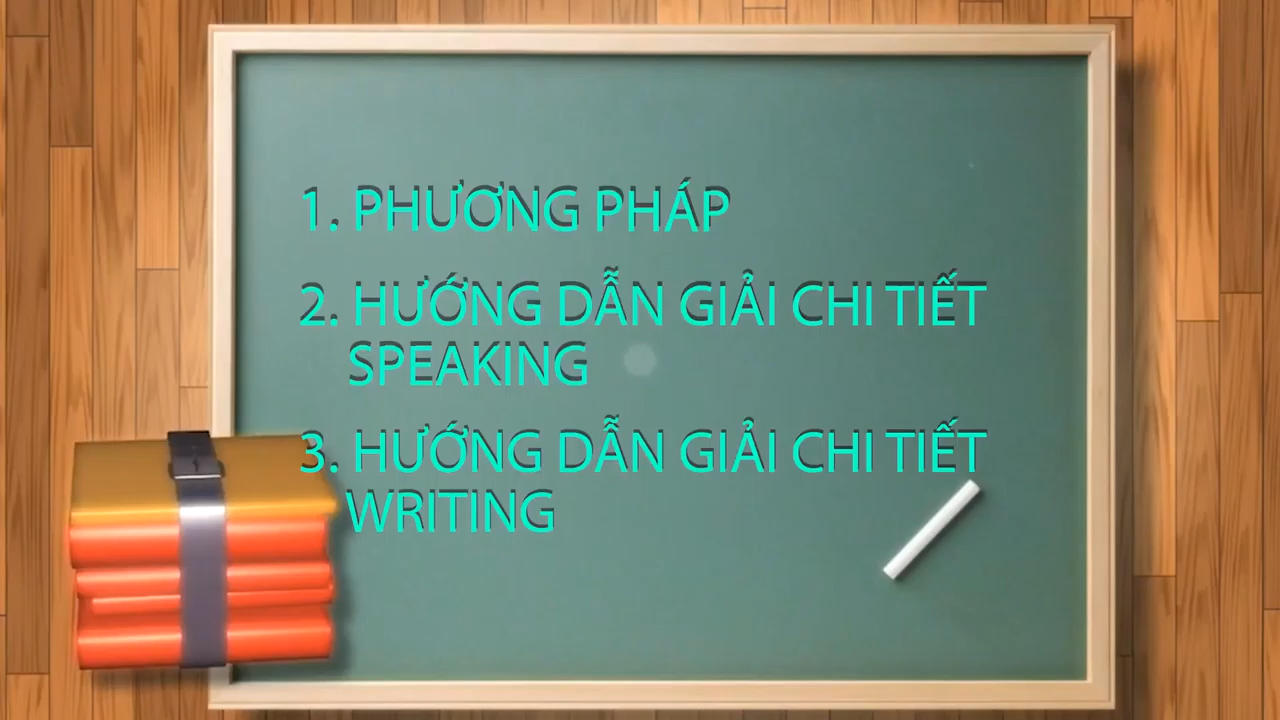 1. PHƯƠNG PHÁP
2. HƯỚNG DẪN GIẢI CHI TIẾT
SPEAKING
3. HƯỚNG DẪN GIẢI CHI TIẾT
WRITING